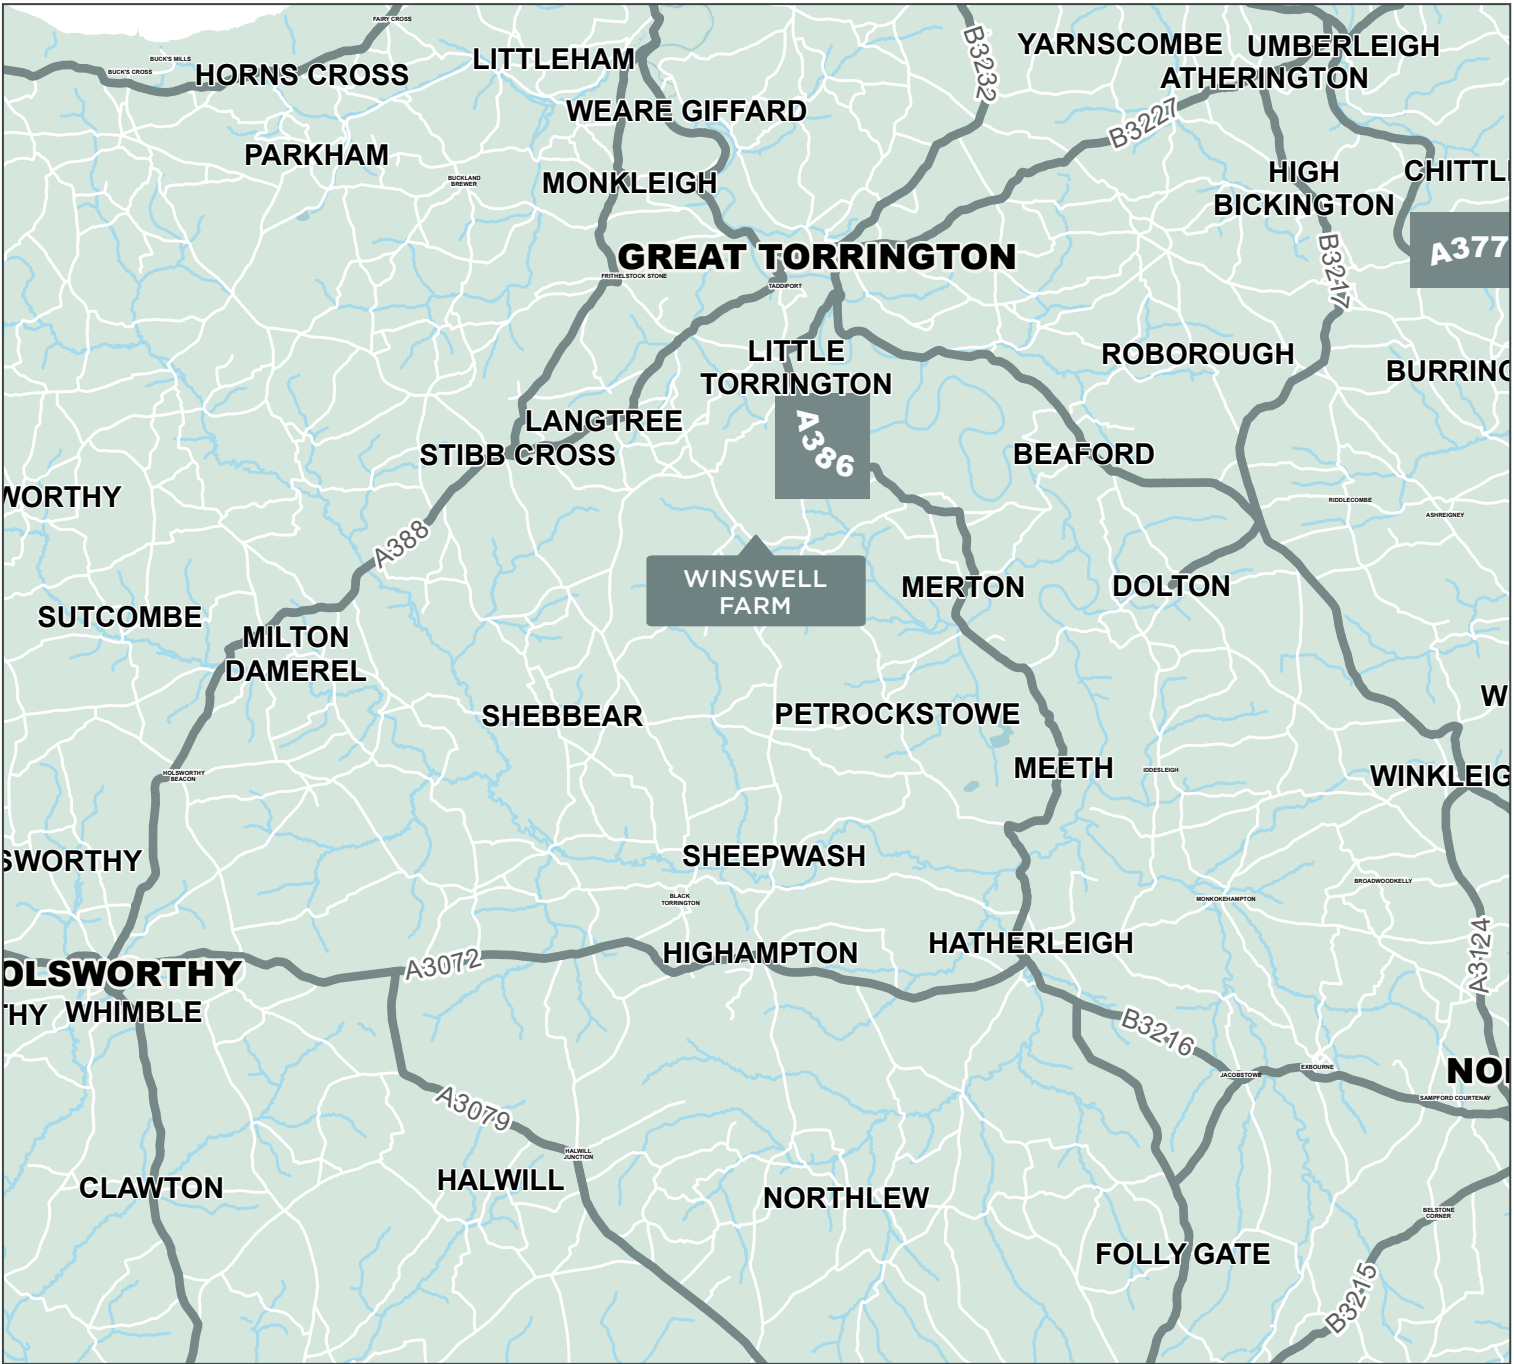 FAIRY CROSS
B3232
YARNSCOMBE
UMBERLEIGH
LITTLEHAM
BUCK'S MILLS
BUCK'S CROSS
HORNS CROSS
ATHERINGTON
WEARE GIFFARD
B3227
PARKHAM
BUCKLAND
BREWER
MONKLEIGH
HIGH
BICKINGTON
CHITTL
GREAT TORRINGTON
A377
B3217
FRITHELSTOCK STONE
TADDIPORT
LITTLE
TORRINGTON
ROBOROUGH
BURRING
LANGTREE
STIBB CROSS
A386
BEAFORD
WORTHY
RIDDLECOMBE
ASHREIGNEY
A388
WINSWELL
FARM
MERTON
DOLTON
SUTCOMBE
MILTON
DAMEREL
W
SHEBBEAR
PETROCKSTOWE
MEETH
IDDESLEIGH
HOLSWORTHY
BEACON
WINKLEIG
SWORTHY
SHEEPWASH
BROADWOODKELLY
BLACK
TORRINGTON
MONKOKEHAMPTON
HIGHAMPTON
HATHERLEIGH
A3124
A3072
OLSWORTHY
THY
WHIMBLE
B3216
EXBOURNE
JACOBSTOWE
NO
SAMPFORD COURTENAY
A3079
HALWILL
JUNCTION
CLAWTON
HALWILL
NORTHLEW
BELSTONE
CORNER
FOLLY GATE
B3215